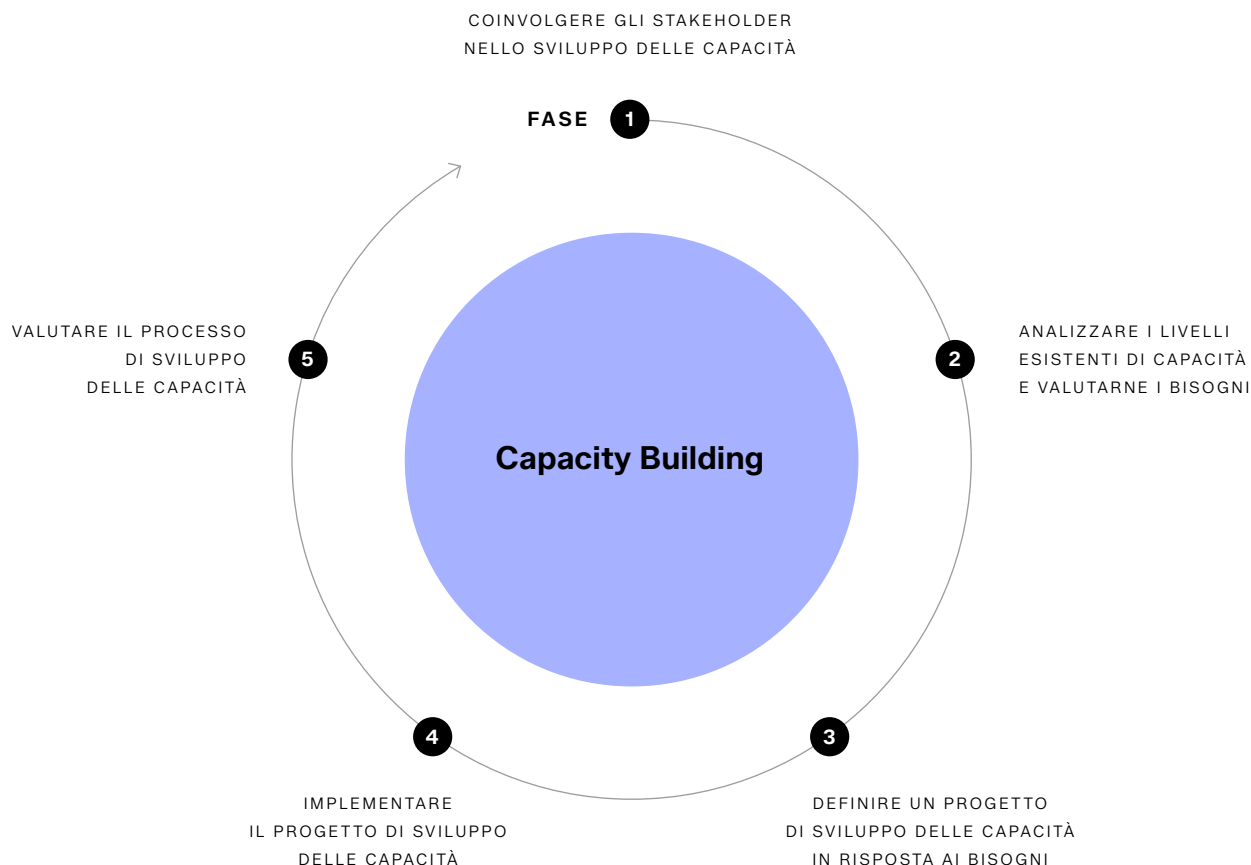 COINVOLGERE GLI STAKEHOLDER
NELLO SVILUPPO DELLE CAPACITÀ
FASE 1
2
ANALIZZARE I LIVELLI
ESISTENTI DI CAPACITÀ
E VALUTARNE I BISOGNI
3
DEFINIRE UN PROGETTO
DI SVILUPPO DELLE CAPACITÀ
IN RISPOSTA AI BISOGNI
4
IMPLEMENTARE
IL PROGETTO DI SVILUPPO
DELLE CAPACITÀ
5
VALUTARE IL PROCESSO
DI SVILUPPO
DELLE CAPACITÀ
Capacity Building